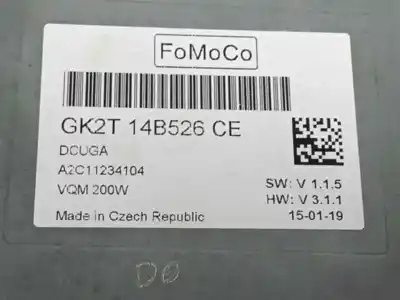 FoMoCo
GK2T 14B526 CE
DCUGA
A2C11234104
VQM 200W
SW: V 1.1.5
HW: V 3.1.1
Made in Czech Republic
15-01-19
DO